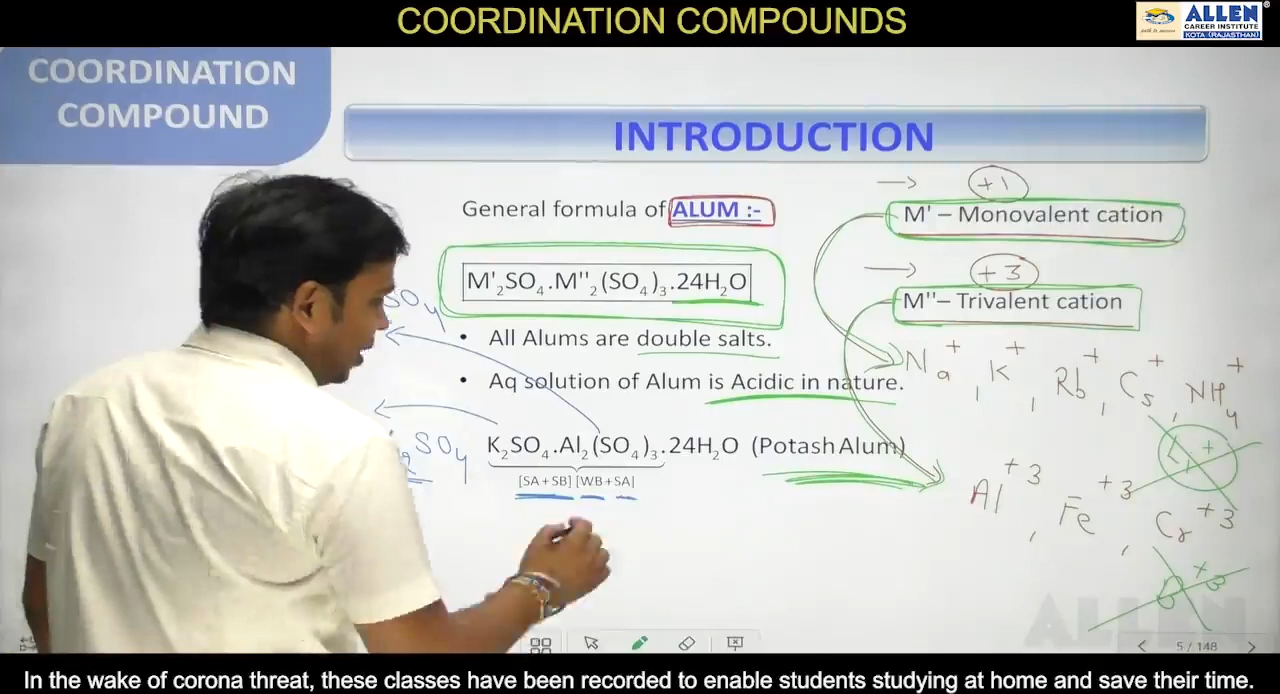 COORDINATION COMPOUNDS
ALLEN
CAREER INSTITUTE
KOTA (RAJASTHAN)
COORDINATION
COMPOUND
INTRODUCTION
General formula of ALUM :-
M'₂SO₄.M''₂(SO₄)₃.24H₂O
• All Alums are double salts.
• Aq solution of Alum is Acidic in nature.
K₂SO₄.Al₂(SO₄)₃.24H₂O (Potash Alum)
[SA+SB] [WB+SA]
SO₄
SO₄
→ +1
M' – Monovalent cation
→ +3
M''– Trivalent cation
Na⁺, K⁺, Rb⁺, Cs⁺, NH₄⁺
Li⁺
Al⁺³, Fe⁺³, Cr⁺³
ALLEN
5 / 148
In the wake of corona threat, these classes have been recorded to enable students studying at home and save their time.